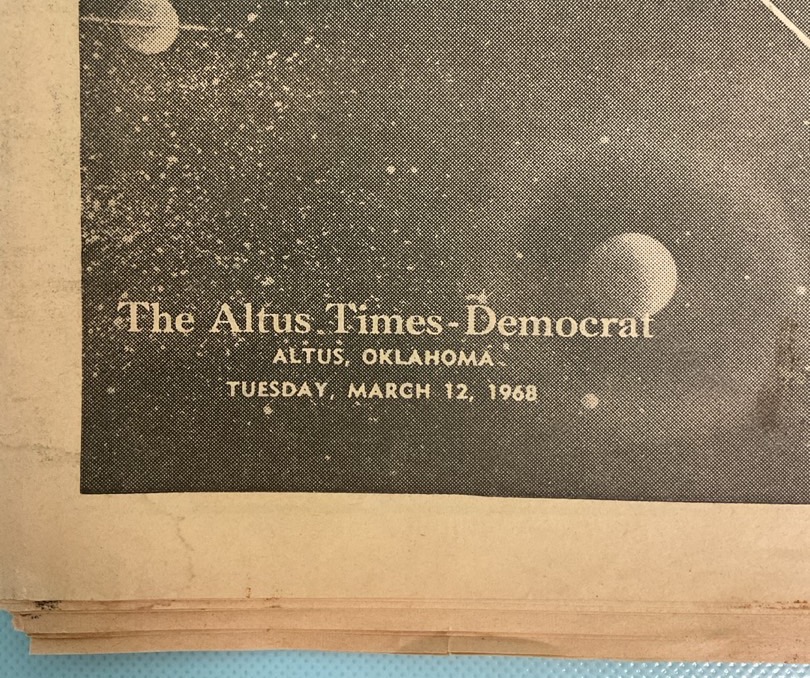 The Altus Times-Democrat
ALTUS, OKLAHOMA
TUESDAY, MARCH 12, 1968